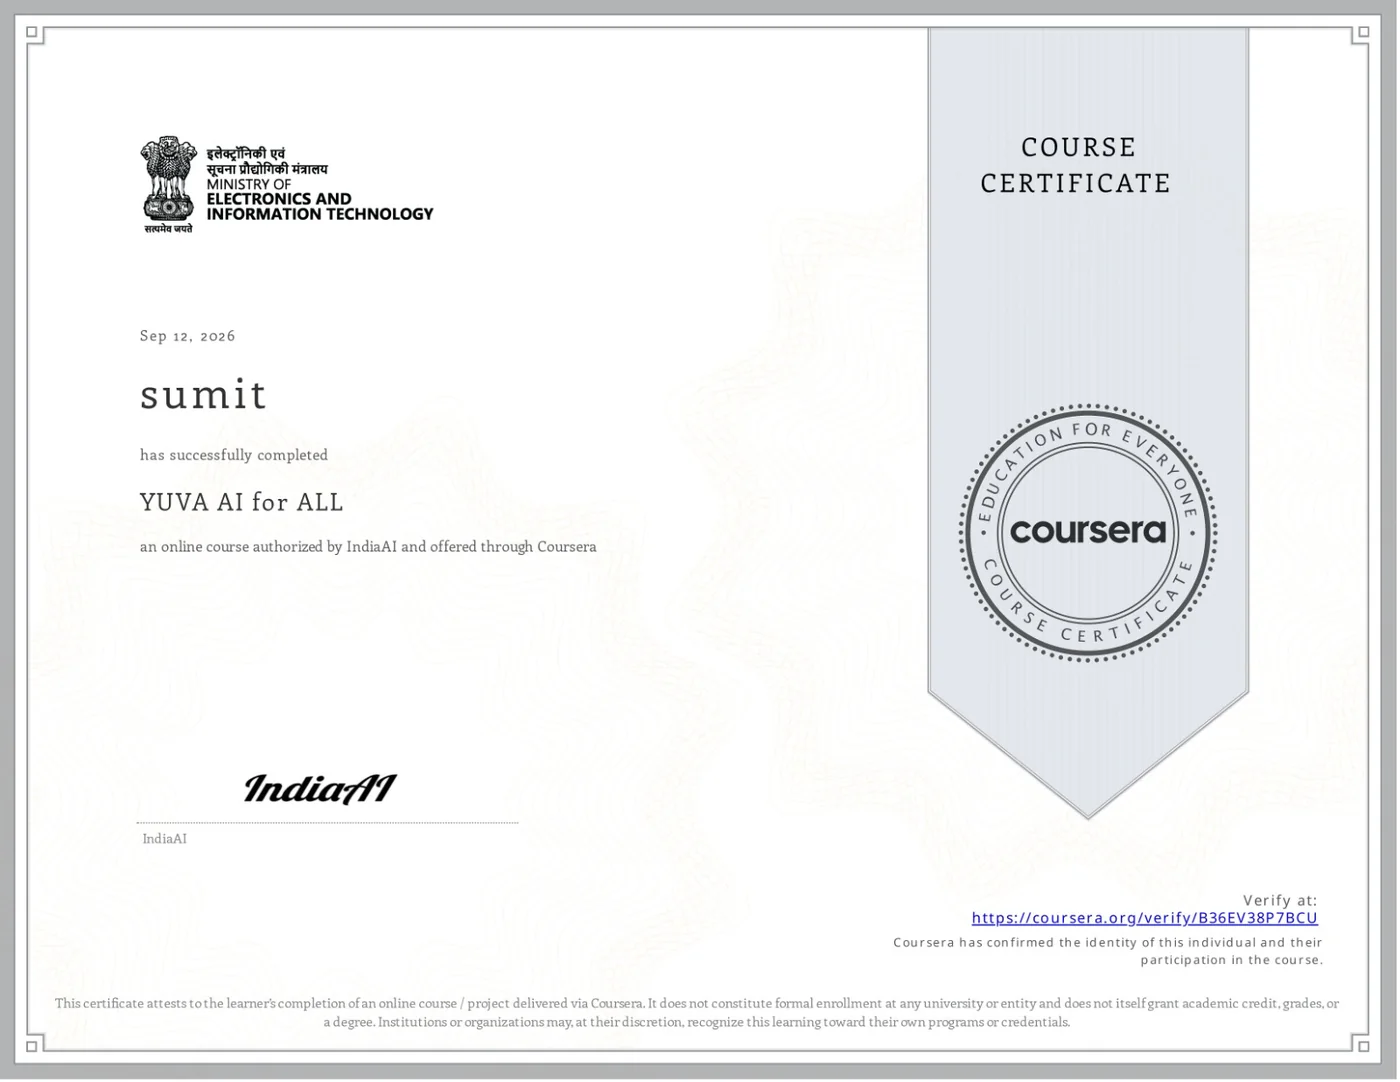 इलेक्ट्रॉनिकी एवं
सूचना प्रौद्योगिकी मंत्रालय
MINISTRY OF
ELECTRONICS AND
INFORMATION TECHNOLOGY
सत्यमेव जयते
COURSE
CERTIFICATE
Sep 12, 2026
sumit
has successfully completed
YUVA AI for ALL
an online course authorized by IndiaAI and offered through Coursera
EDUCATION FOR EVERYONE
coursera
COURSE CERTIFICATE
IndiaAI
IndiaAI
Verify at:
https://coursera.org/verify/B36EV38P7BCU
Coursera has confirmed the identity of this individual and their
participation in the course.
This certificate attests to the learner's completion of an online course / project delivered via Coursera. It does not constitute formal enrollment at any university or entity and does not itself grant academic credit, grades, or
a degree. Institutions or organizations may, at their discretion, recognize this learning toward their own programs or credentials.